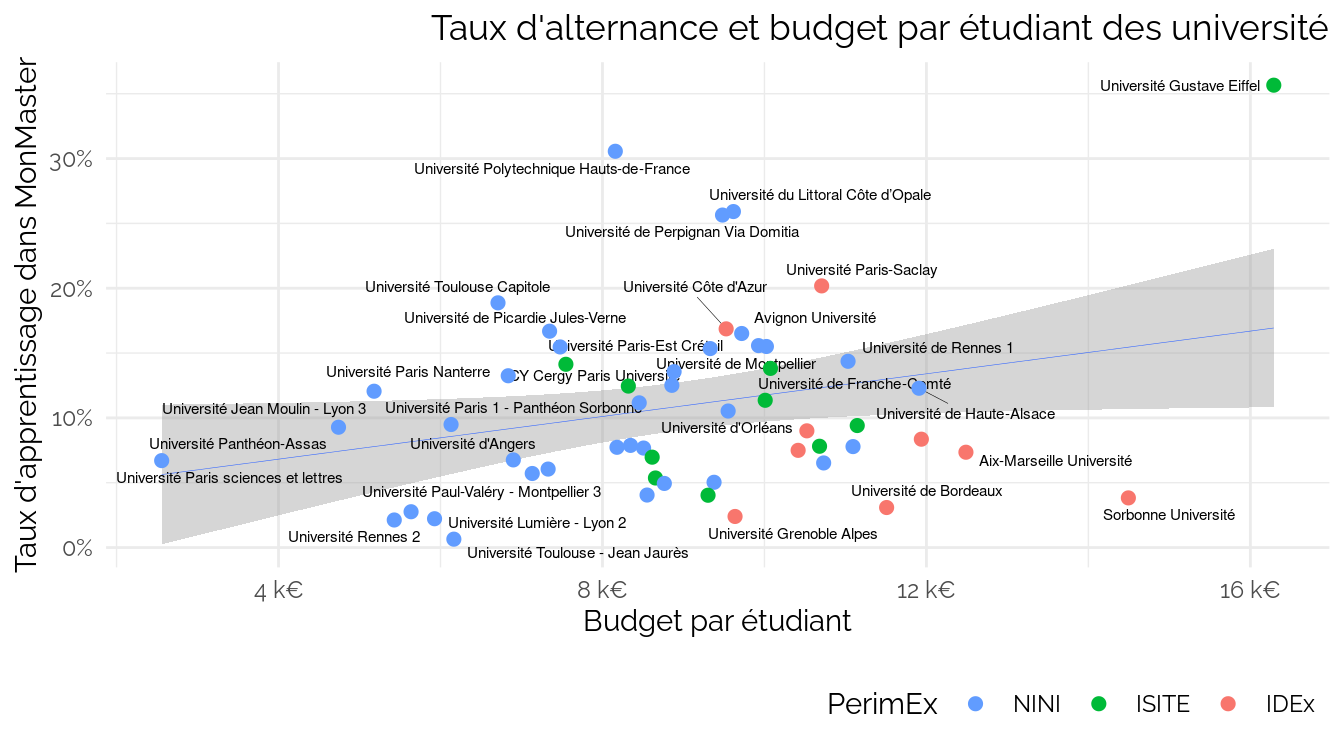 Taux d'alternance et budget par étudiant des université
Taux d'apprentissage dans MonMaster
Université Gustave Eiffel
30%
Université Polytechnique Hauts-de-France
Université du Littoral Côte d'Opale
Université de Perpignan Via Domitia
Université Paris-Saclay
20%
Université Toulouse Capitole
Université Côte d'Azur
Université de Picardie Jules-Verne
Avignon Université
Université Paris-Est Créteil
Université de Rennes 1
Université de Montpellier
Université Paris Nanterre
CY Cergy Paris Université
Université de Franche-Comté
Université Jean Moulin - Lyon 3
Université Paris 1 - Panthéon Sorbonne
Université de Haute-Alsace
10%
Université d'Orléans
Université Panthéon-Assas
Université d'Angers
Aix-Marseille Université
Université Paris sciences et lettres
Université Paul-Valéry - Montpellier 3
Université de Bordeaux
Sorbonne Université
Université Lumière - Lyon 2
Université Rennes 2
Université Grenoble Alpes
0%
Université Toulouse - Jean Jaurès
4 k€
8 k€
12 k€
16 k€
Budget par étudiant
PerimEx
NINI
ISITE
IDEx